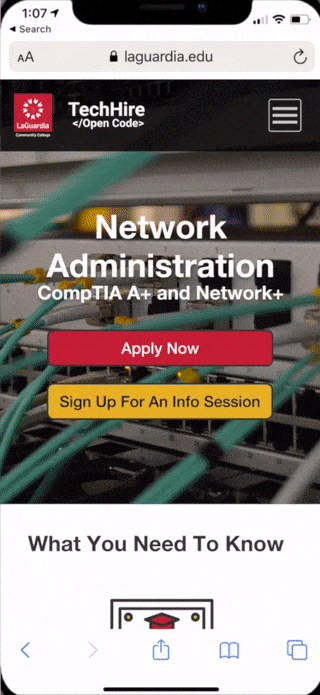 1:07
Search
AA
laguardia.edu
LaGuardia
Community College
TechHire
</Open Code>
Network
Administration
CompTIA A+ and Network+
Apply Now
Sign Up For An Info Session
What You Need To Know